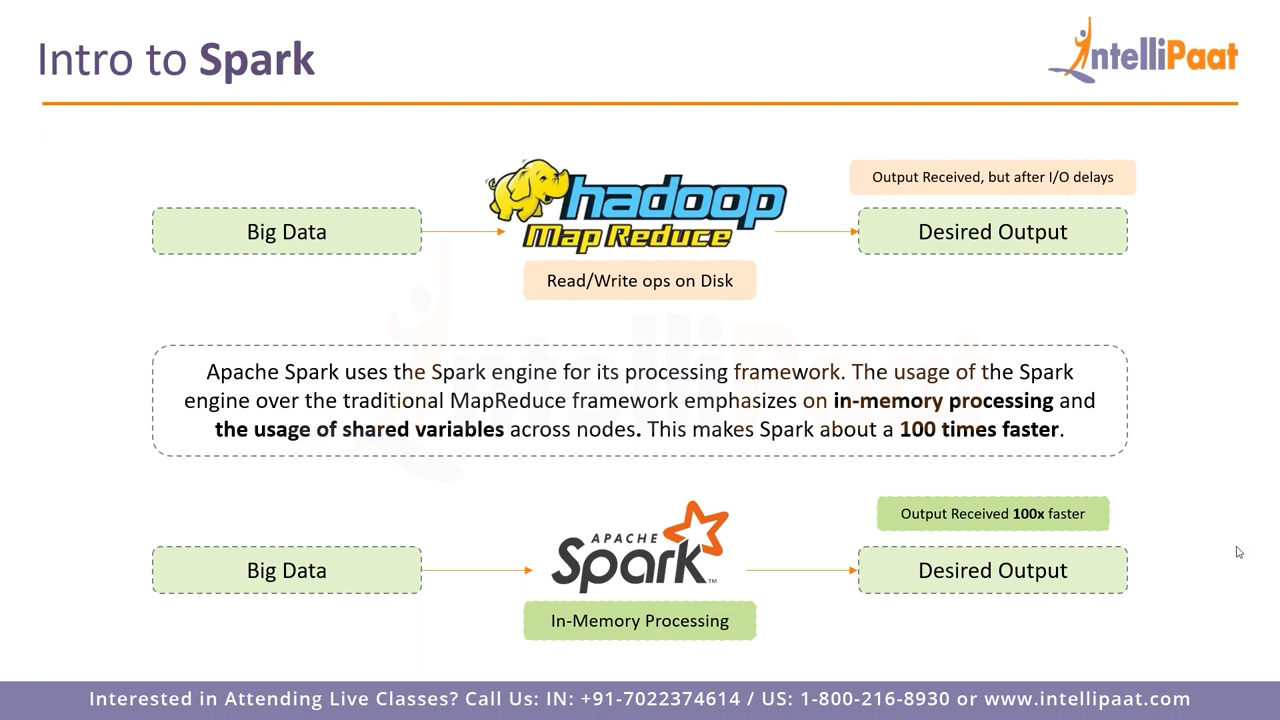 Intro to Spark
IntelliPaat
Output Received, but after I/O delays
Big Data
hadoop
Map Reduce
Desired Output
Read/Write ops on Disk
Apache Spark uses the Spark engine for its processing framework. The usage of the Spark
engine over the traditional MapReduce framework emphasizes on in-memory processing and
the usage of shared variables across nodes. This makes Spark about a 100 times faster.
Output Received 100x faster
Big Data
APACHE
Spark™
Desired Output
In-Memory Processing
Interested in Attending Live Classes? Call Us: IN: +91-7022374614 / US: 1-800-216-8930 or www.intellipaat.com